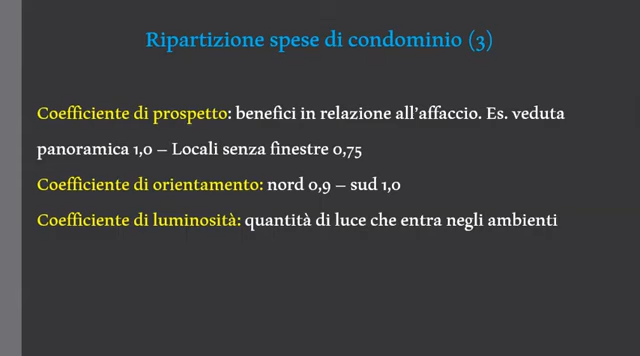 Ripartizione spese di condominio (3)
Coefficiente di prospetto: benefici in relazione all'affaccio. Es. veduta
panoramica 1,0 – Locali senza finestre 0,75
Coefficiente di orientamento: nord 0,9 – sud 1,0
Coefficiente di luminosità: quantità di luce che entra negli ambienti